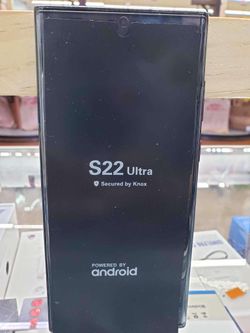 S22 Ultra
Secured by Knox
POWERED BY
android